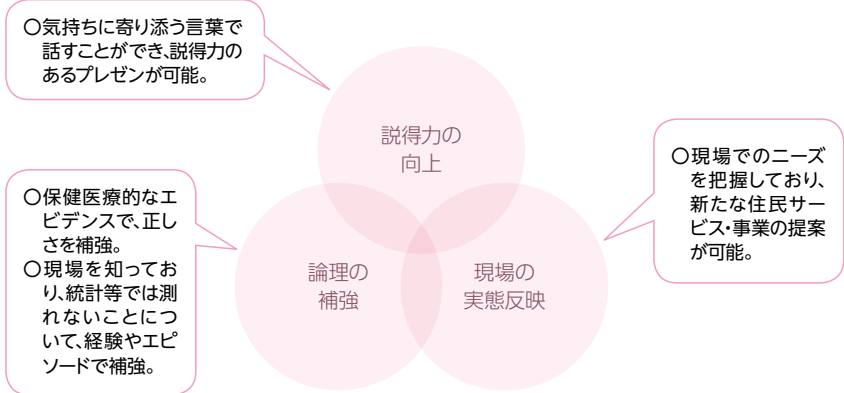 〇気持ちに寄り添う言葉で
話すことができ、説得力の
あるプレゼンが可能。
説得力の
向上
〇現場でのニーズ
を把握しており、
新たな住民サー
ビス・事業の提案
が可能。
〇保健医療的なエ
ビデンスで、正し
さを補強。
〇現場を知ってお
り、統計等では測
れないことにつ
いて、経験やエピ
ソードで補強。
論理の
補強
現場の
実態反映